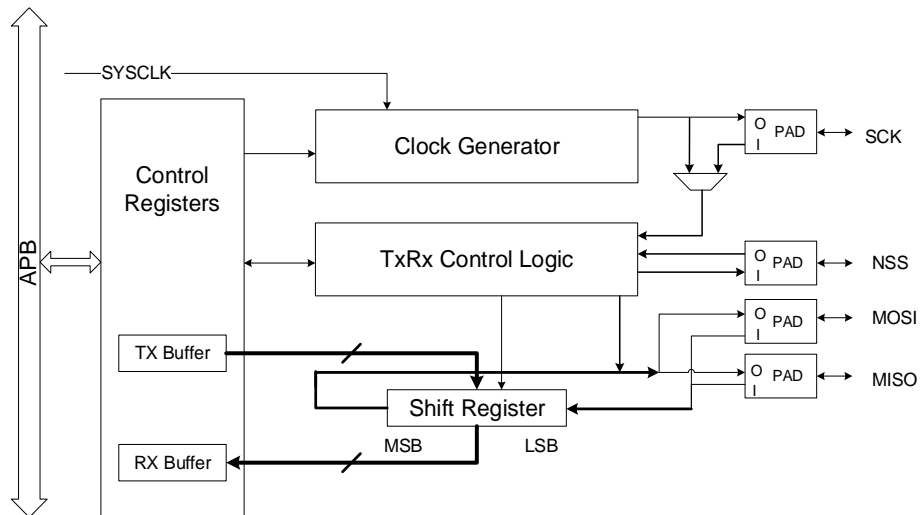 SYSCLK
Clock Generator
O
I
PAD
SCK
Control
Registers
APB
TxRx Control Logic
O
I
PAD
NSS
O
I
PAD
MOSI
TX Buffer
O
I
PAD
MISO
Shift Register
MSB
LSB
RX Buffer